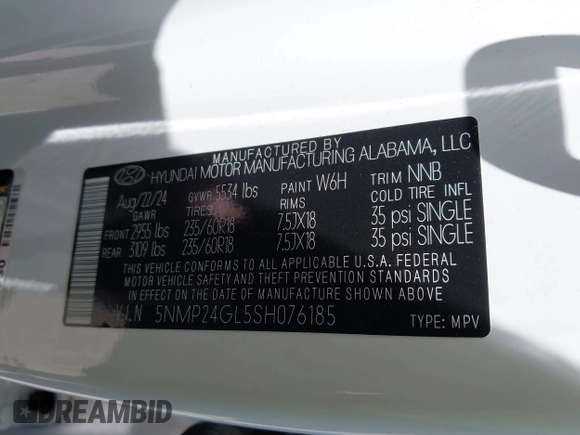 MANUFACTURED BY
HYUNDAI MOTOR MANUFACTURING ALABAMA, LLC
Aug/22/24 GVWR 5534 lbs PAINT W6H TRIM NNB
GAWR TIRES RIMS COLD TIRE INFL
FRONT 2955 lbs 235/60R18 7.5JX18 35 psi SINGLE
REAR 3109 lbs 235/60R18 7.5JX18 35 psi SINGLE
THIS VEHICLE CONFORMS TO ALL APPLICABLE U.S.A. FEDERAL
MOTOR VEHICLE SAFETY AND THEFT PREVENTION STANDARDS
IN EFFECT ON THE DATE OF MANUFACTURE SHOWN ABOVE.
V.I.N 5NMP24GL5SH076185 TYPE: MPV
DREAMBID